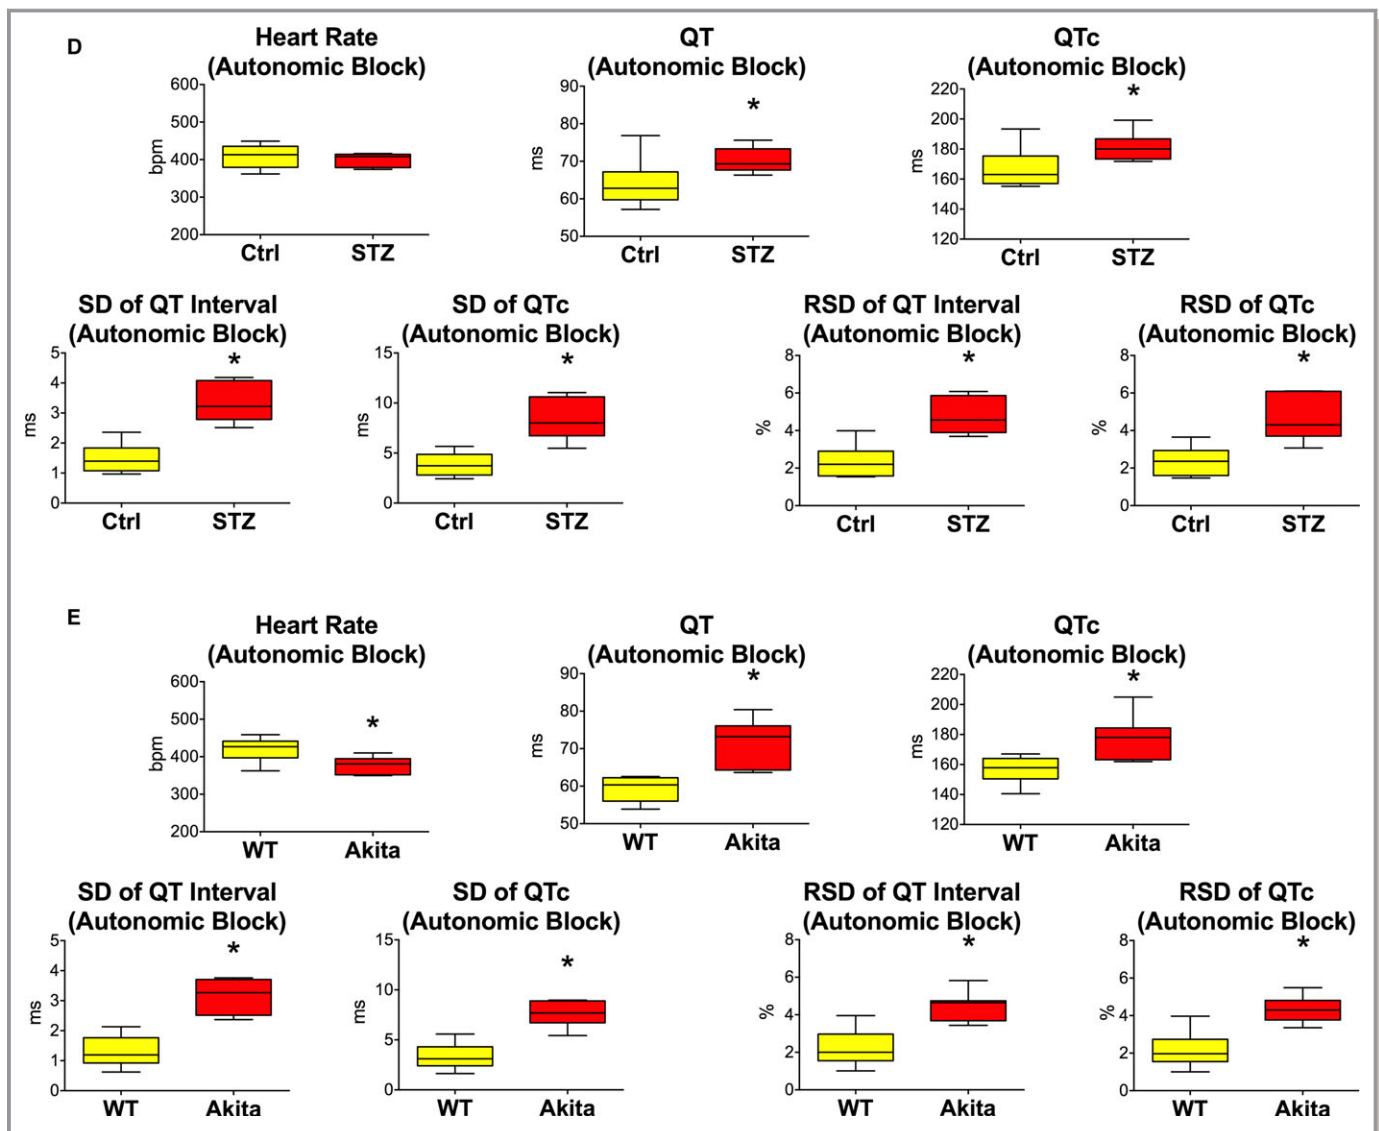 D
Heart Rate
(Autonomic Block)
600
500
400
300
200
bpm
Ctrl
STZ
QT
(Autonomic Block)
90
80
70
60
50
ms
*
Ctrl
STZ
QTc
(Autonomic Block)
220
200
180
160
140
120
ms
*
Ctrl
STZ
SD of QT Interval
(Autonomic Block)
5
4
3
2
1
0
ms
*
Ctrl
STZ
SD of QTc
(Autonomic Block)
15
10
5
0
ms
*
Ctrl
STZ
RSD of QT Interval
(Autonomic Block)
8
6
4
2
0
%
*
Ctrl
STZ
RSD of QTc
(Autonomic Block)
8
6
4
2
0
%
*
Ctrl
STZ
E
Heart Rate
(Autonomic Block)
600
500
400
300
200
bpm
*
WT
Akita
QT
(Autonomic Block)
90
80
70
60
50
ms
*
WT
Akita
QTc
(Autonomic Block)
220
200
180
160
140
120
ms
*
WT
Akita
SD of QT Interval
(Autonomic Block)
5
4
3
2
1
0
ms
*
WT
Akita
SD of QTc
(Autonomic Block)
15
10
5
0
ms
*
WT
Akita
RSD of QT Interval
(Autonomic Block)
8
6
4
2
0
%
*
WT
Akita
RSD of QTc
(Autonomic Block)
8
6
4
2
0
%
*
WT
Akita